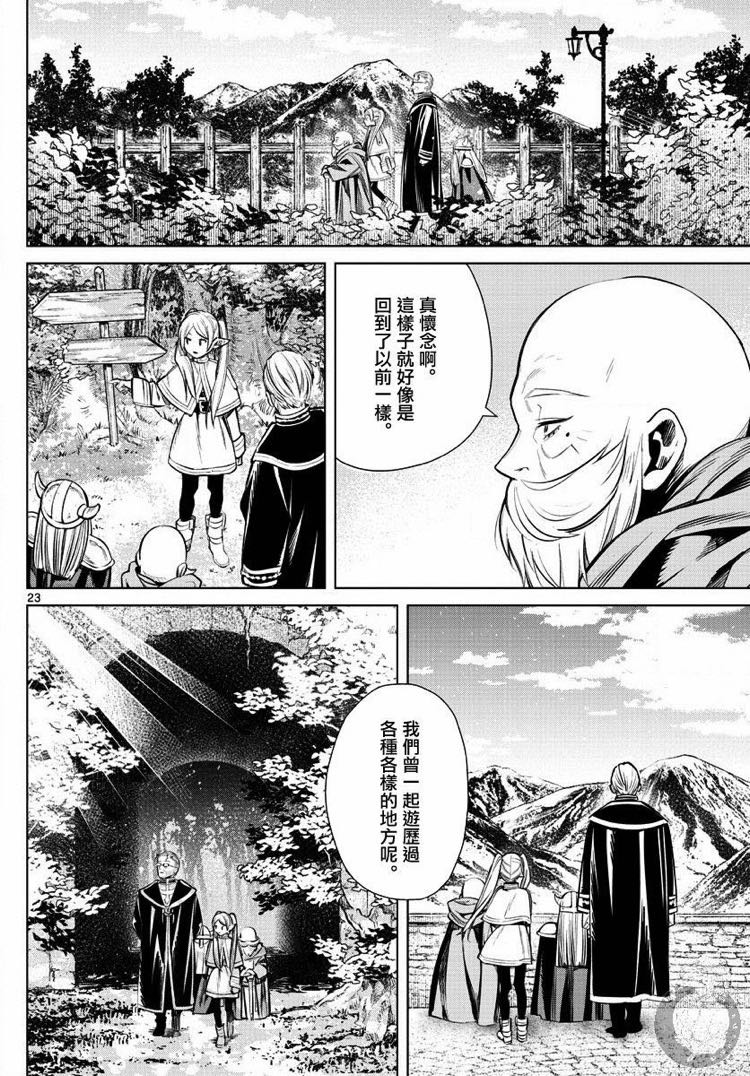 真懷念啊。
這樣子就好像是
回到了以前一樣。
23
我們曾一起遊歷過
各種各樣的地方呢。